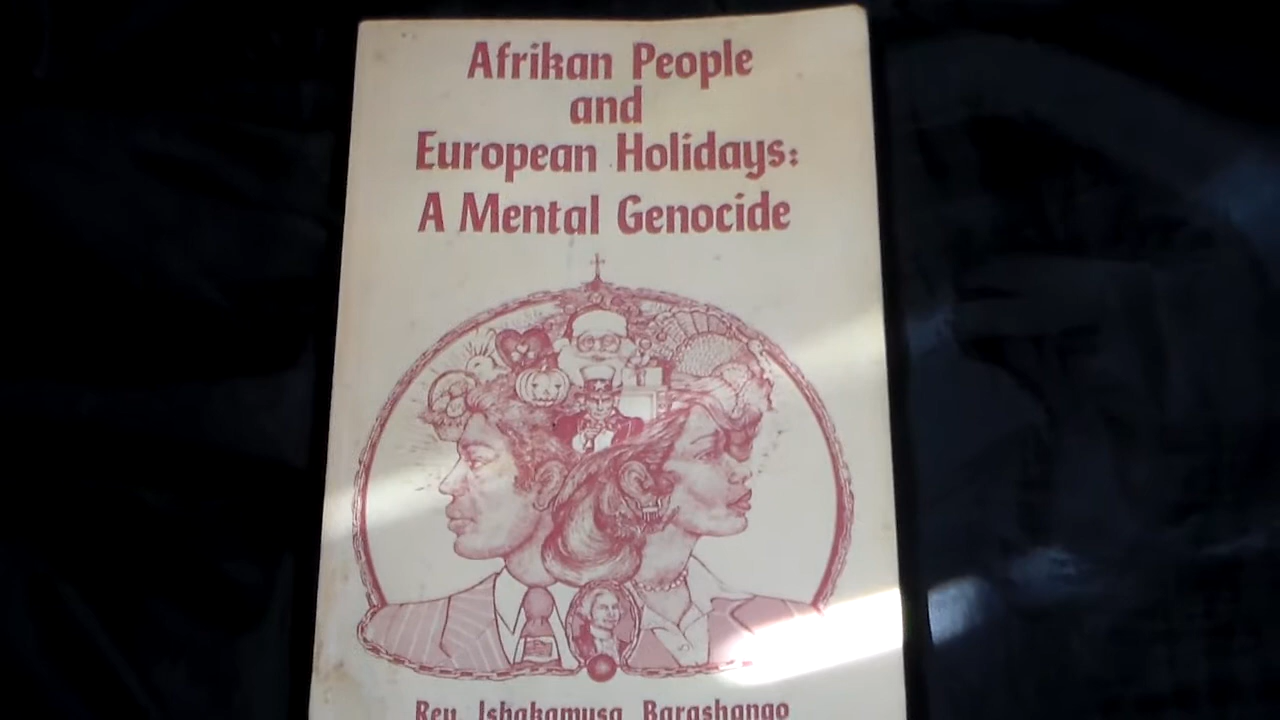 Afrikan People
and
European Holidays:
A Mental Genocide
Rev. Ishakamusa Barashango